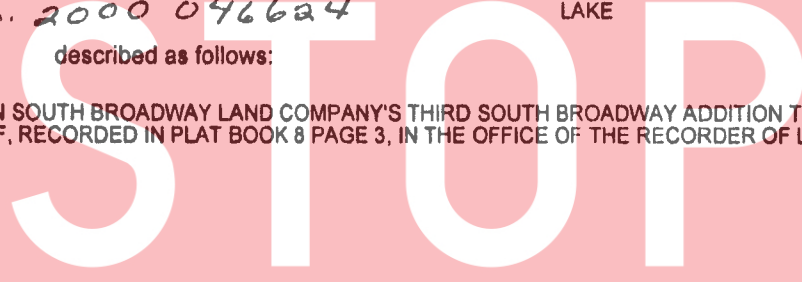 .. 2000 046624 LAKE
described as follows:
SOUTH BROADWAY LAND COMPANY'S THIRD SOUTH BROADWAY ADDITION T
F, RECORDED IN PLAT BOOK 8 PAGE 3, IN THE OFFICE OF THE RECORDER OF L
STOP